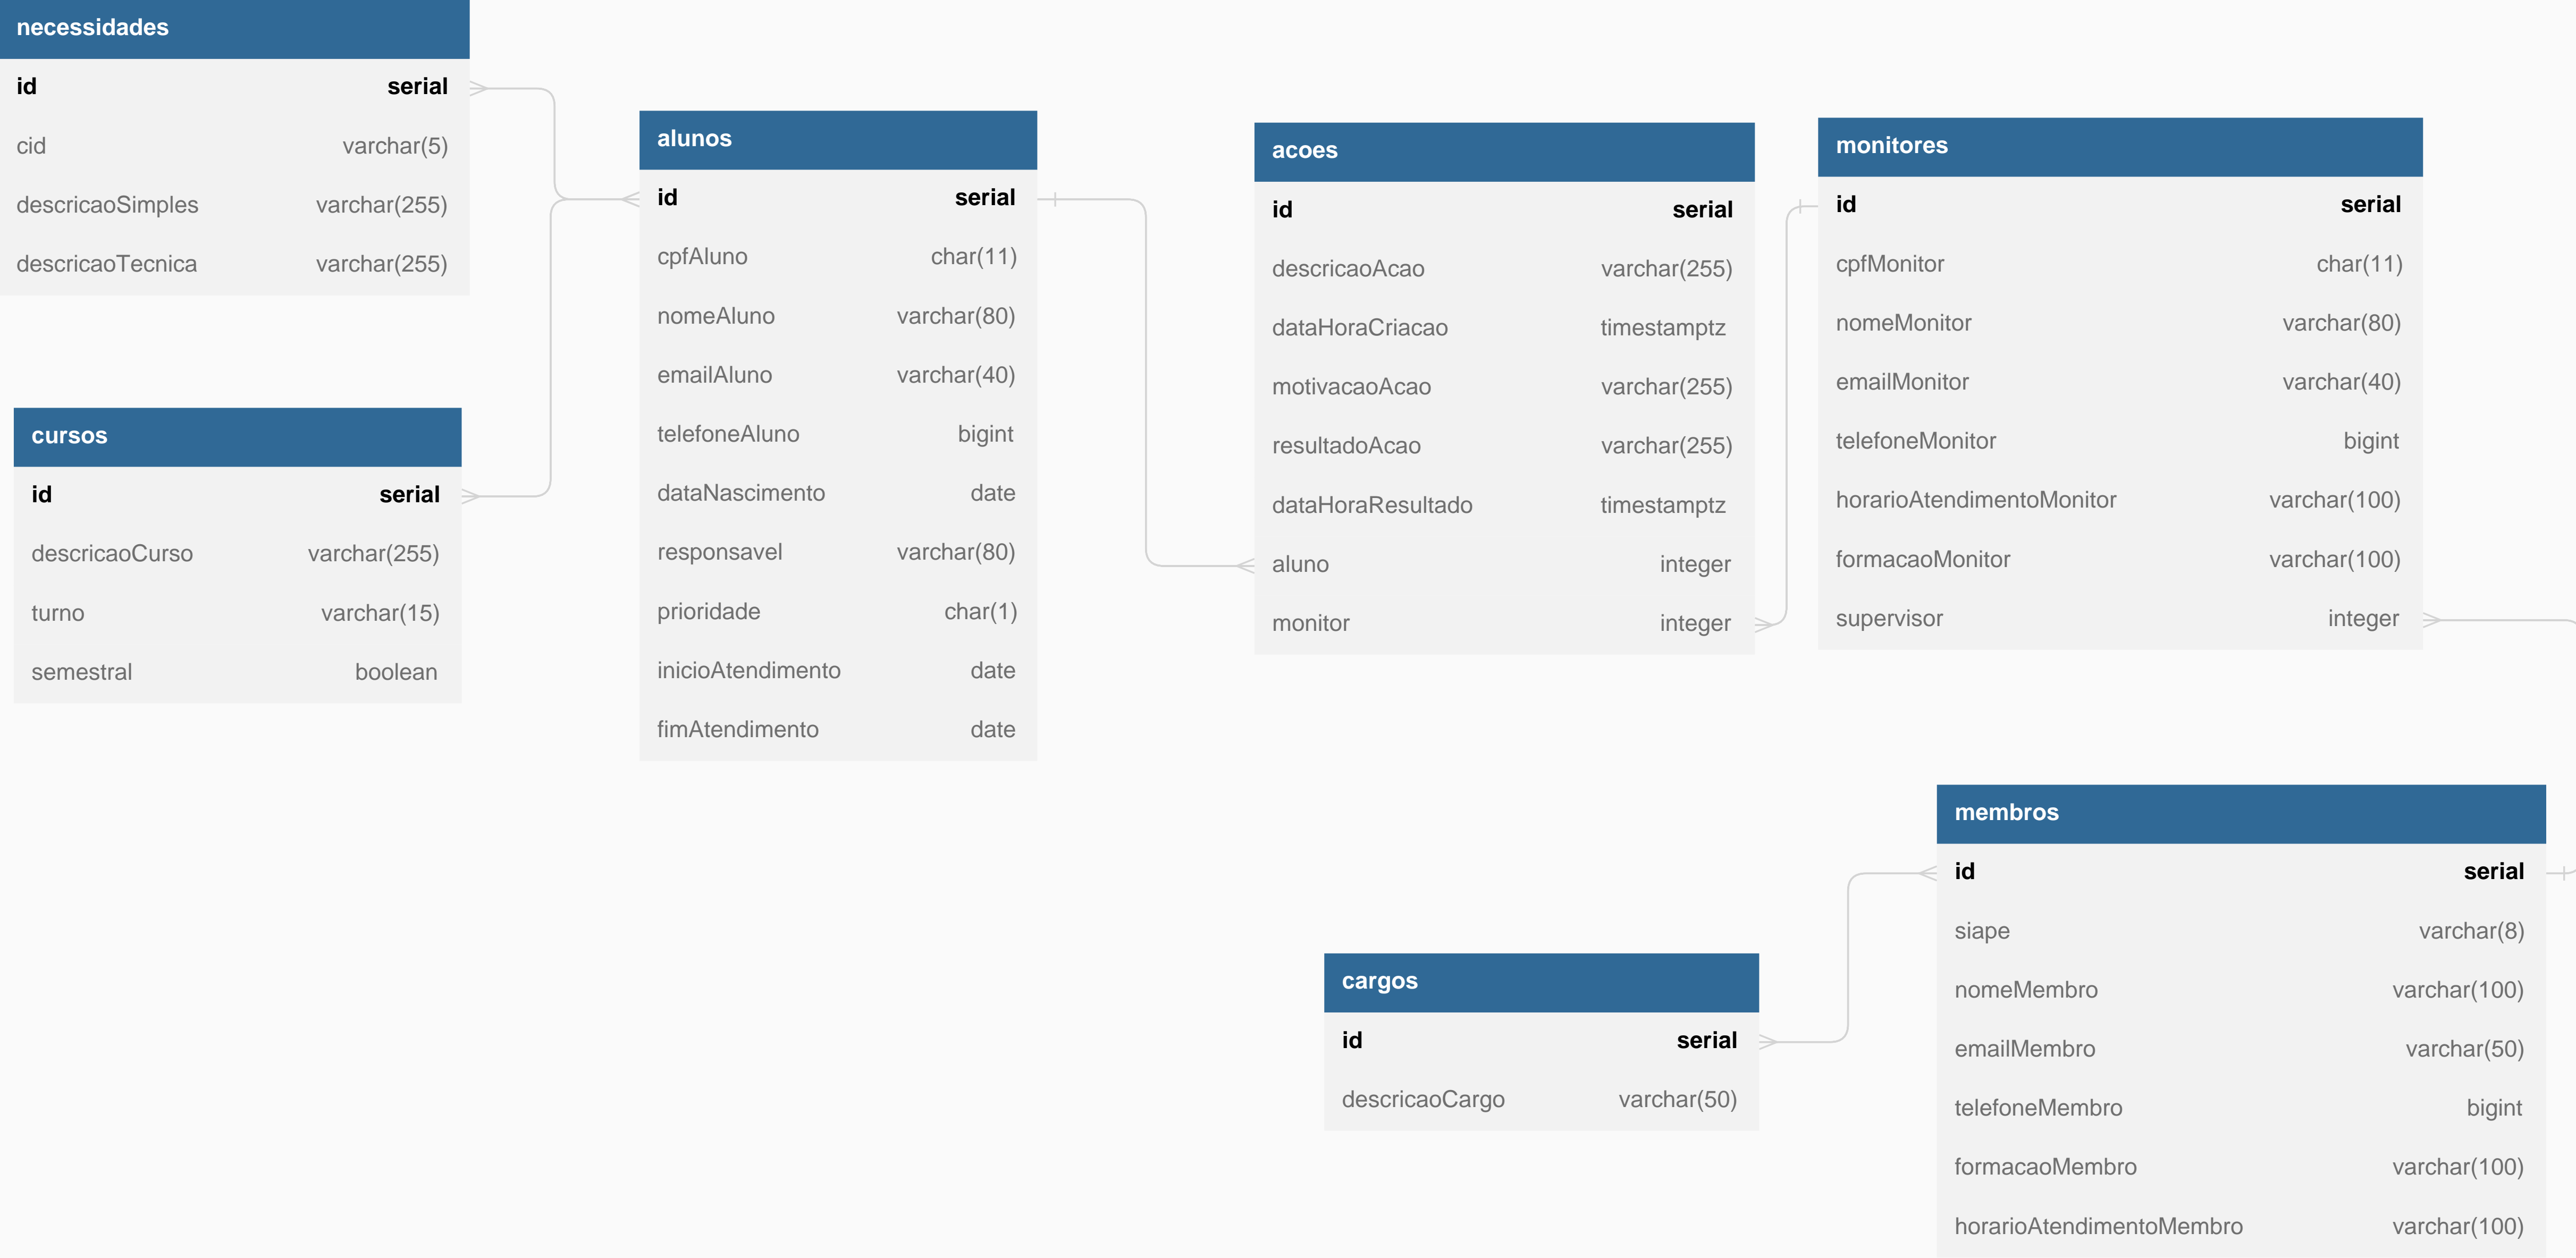 necessidades
id serial
cid varchar(5)
descricaoSimples varchar(255)
descricaoTecnica varchar(255)
cursos
id serial
descricaoCurso varchar(255)
turno varchar(15)
semestral boolean
alunos
id serial
cpfAluno char(11)
nomeAluno varchar(80)
emailAluno varchar(40)
telefoneAluno bigint
dataNascimento date
responsavel varchar(80)
prioridade char(1)
inicioAtendimento date
fimAtendimento date
acoes
id serial
descricaoAcao varchar(255)
dataHoraCriacao timestamptz
motivacaoAcao varchar(255)
resultadoAcao varchar(255)
dataHoraResultado timestamptz
aluno integer
monitor integer
monitores
id serial
cpfMonitor char(11)
nomeMonitor varchar(80)
emailMonitor varchar(40)
telefoneMonitor bigint
horarioAtendimentoMonitor varchar(100)
formacaoMonitor varchar(100)
supervisor integer
cargos
id serial
descricaoCargo varchar(50)
membros
id serial
siape varchar(8)
nomeMembro varchar(100)
emailMembro varchar(50)
telefoneMembro bigint
formacaoMembro varchar(100)
horarioAtendimentoMembro varchar(100)